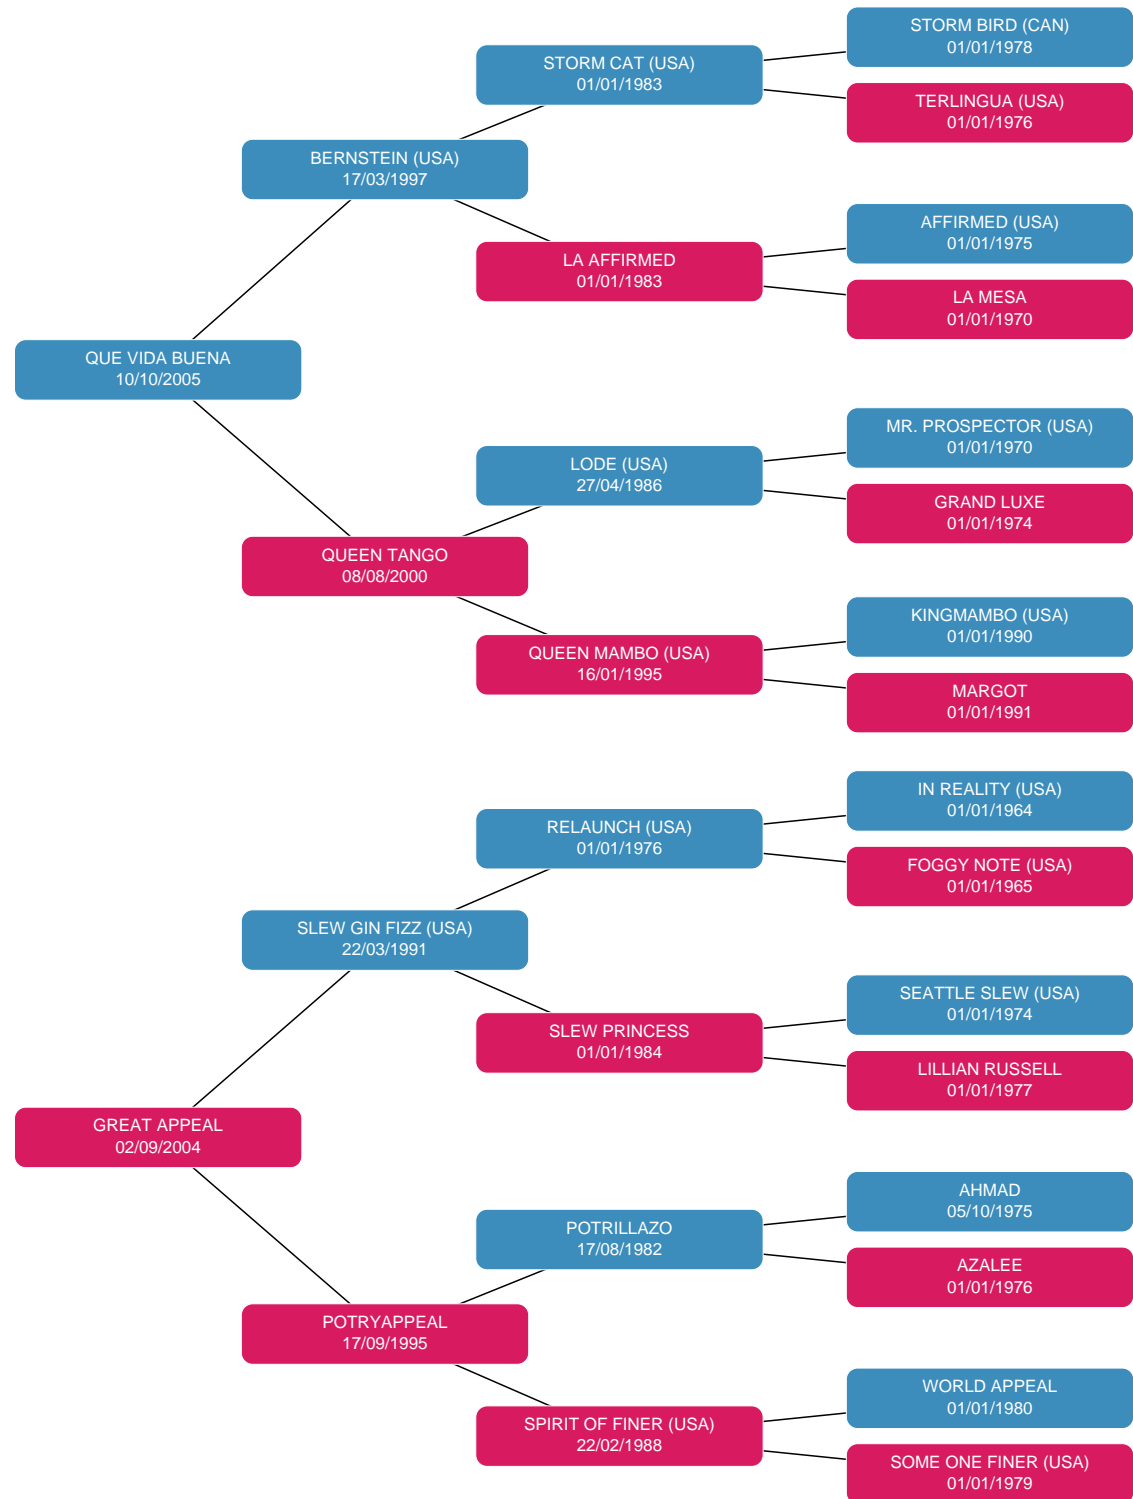 STORM BIRD (CAN)
01/01/1978
STORM CAT (USA)
01/01/1983
TERLINGUA (USA)
01/01/1976
BERNSTEIN (USA)
17/03/1997
AFFIRMED (USA)
01/01/1975
LA AFFIRMED
01/01/1983
LA MESA
01/01/1970
QUE VIDA BUENA
10/10/2005
MR. PROSPECTOR (USA)
01/01/1970
LODE (USA)
27/04/1986
GRAND LUXE
01/01/1974
QUEEN TANGO
08/08/2000
KINGMAMBO (USA)
01/01/1990
QUEEN MAMBO (USA)
16/01/1995
MARGOT
01/01/1991
IN REALITY (USA)
01/01/1964
RELAUNCH (USA)
01/01/1976
FOGGY NOTE (USA)
01/01/1965
SLEW GIN FIZZ (USA)
22/03/1991
SEATTLE SLEW (USA)
01/01/1974
SLEW PRINCESS
01/01/1984
LILLIAN RUSSELL
01/01/1977
GREAT APPEAL
02/09/2004
AHMAD
05/10/1975
POTRILLAZO
17/08/1982
AZALEE
01/01/1976
POTRYAPPEAL
17/09/1995
WORLD APPEAL
01/01/1980
SPIRIT OF FINER (USA)
22/02/1988
SOME ONE FINER (USA)
01/01/1979